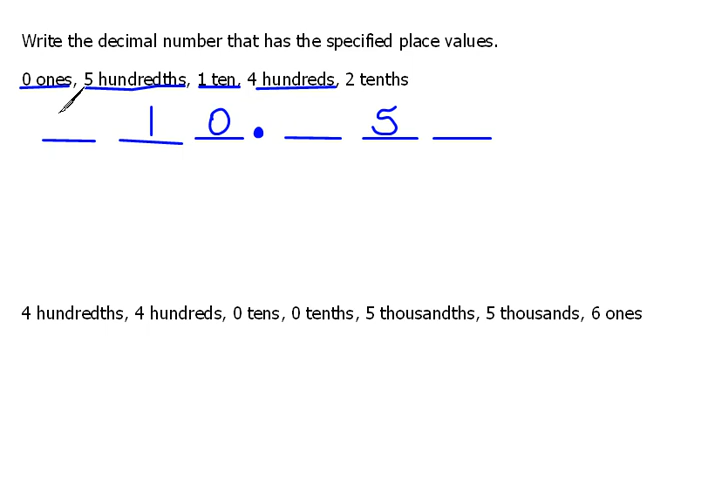 Write the decimal number that has the specified place values.
0 ones, 5 hundredths, 1 ten, 4 hundreds, 2 tenths
1 0 . 5
4 hundredths, 4 hundreds, 0 tens, 0 tenths, 5 thousandths, 5 thousands, 6 ones